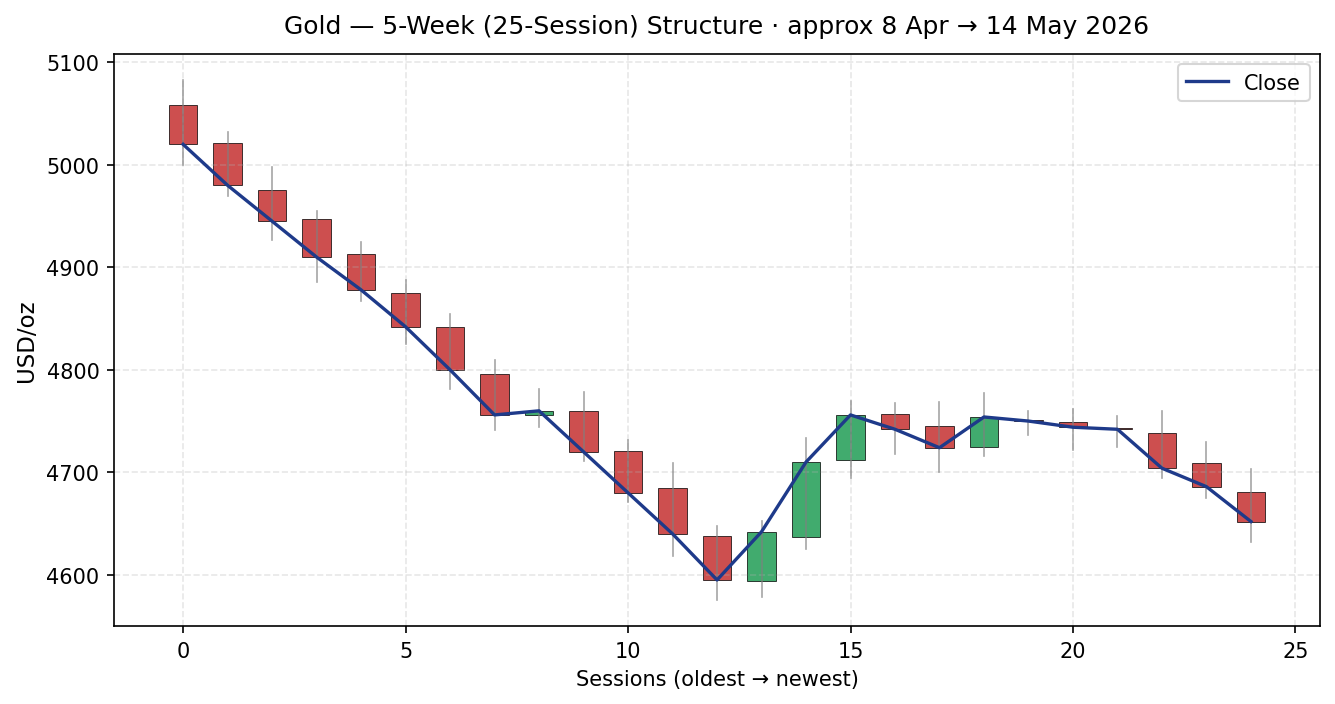 Gold — 5-Week (25-Session) Structure · approx 8 Apr → 14 May 2026
Close
USD/oz
5100
5000
4900
4800
4700
4600
0 5 10 15 20 25
Sessions (oldest → newest)